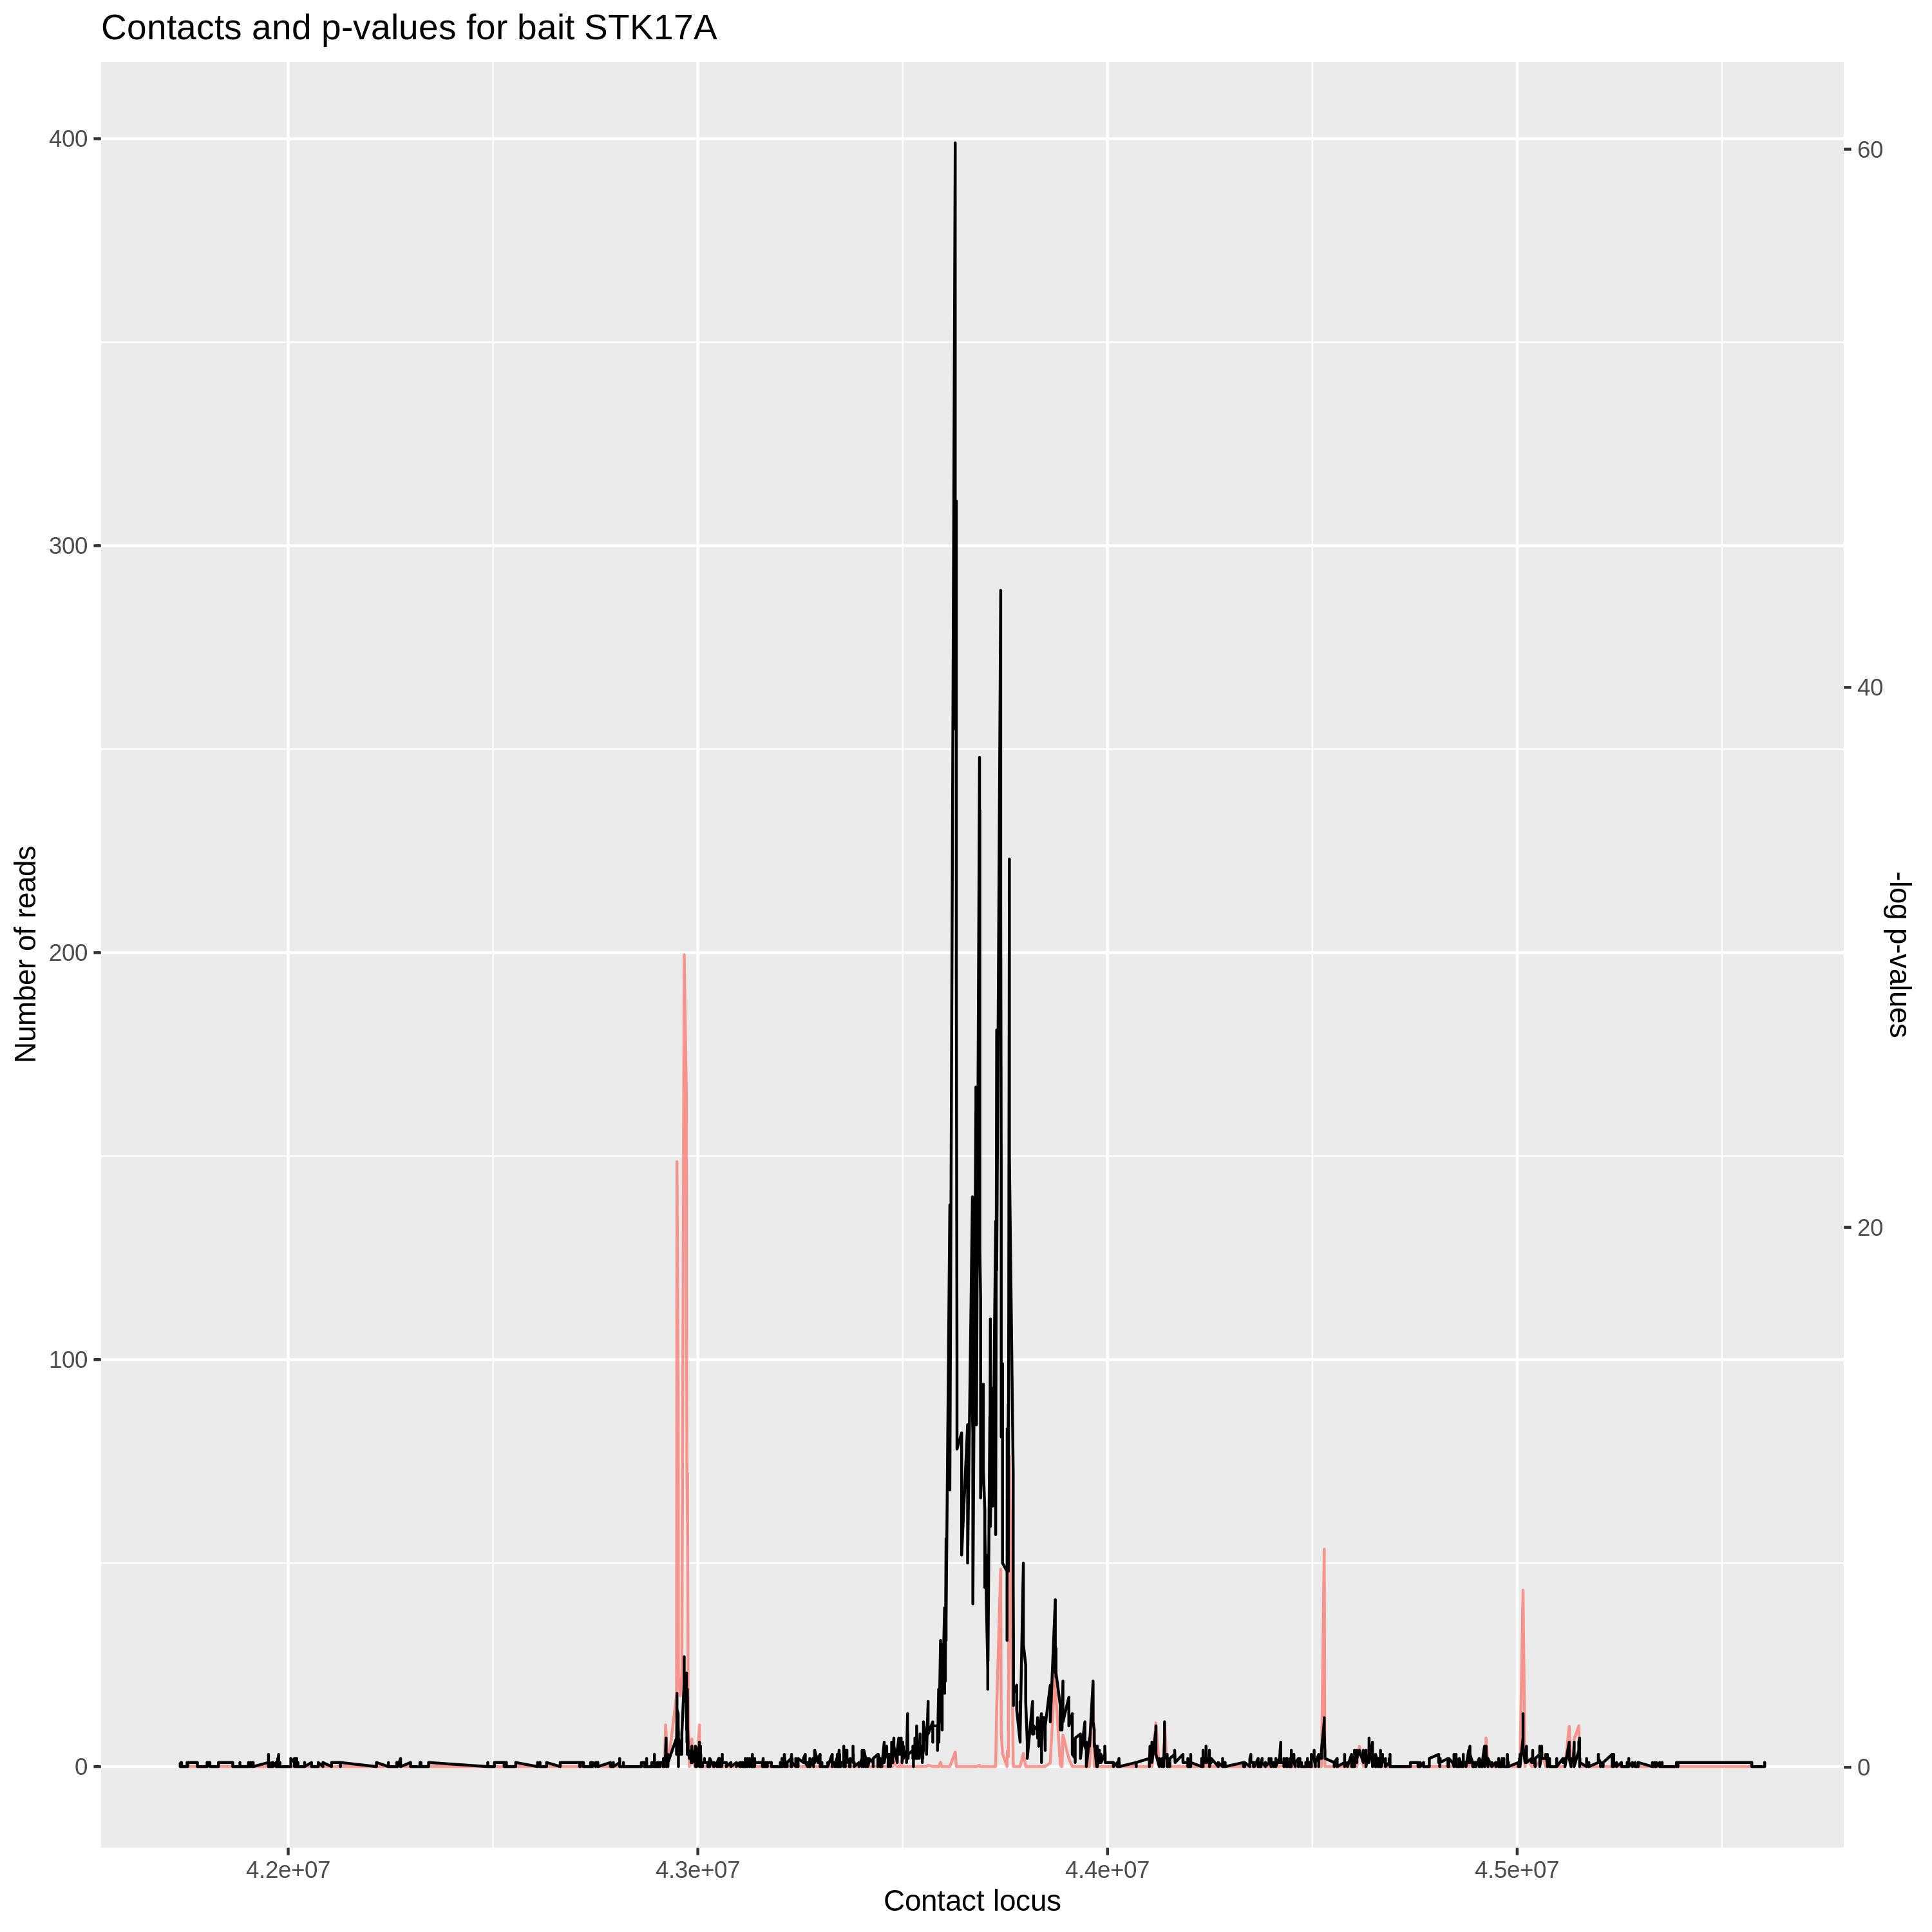 Contacts and p-values for bait STK17A
400
300
200
100
0
Number of reads
60
40
20
0
-log p-values
4.2e+07
4.3e+07
4.4e+07
4.5e+07
Contact locus